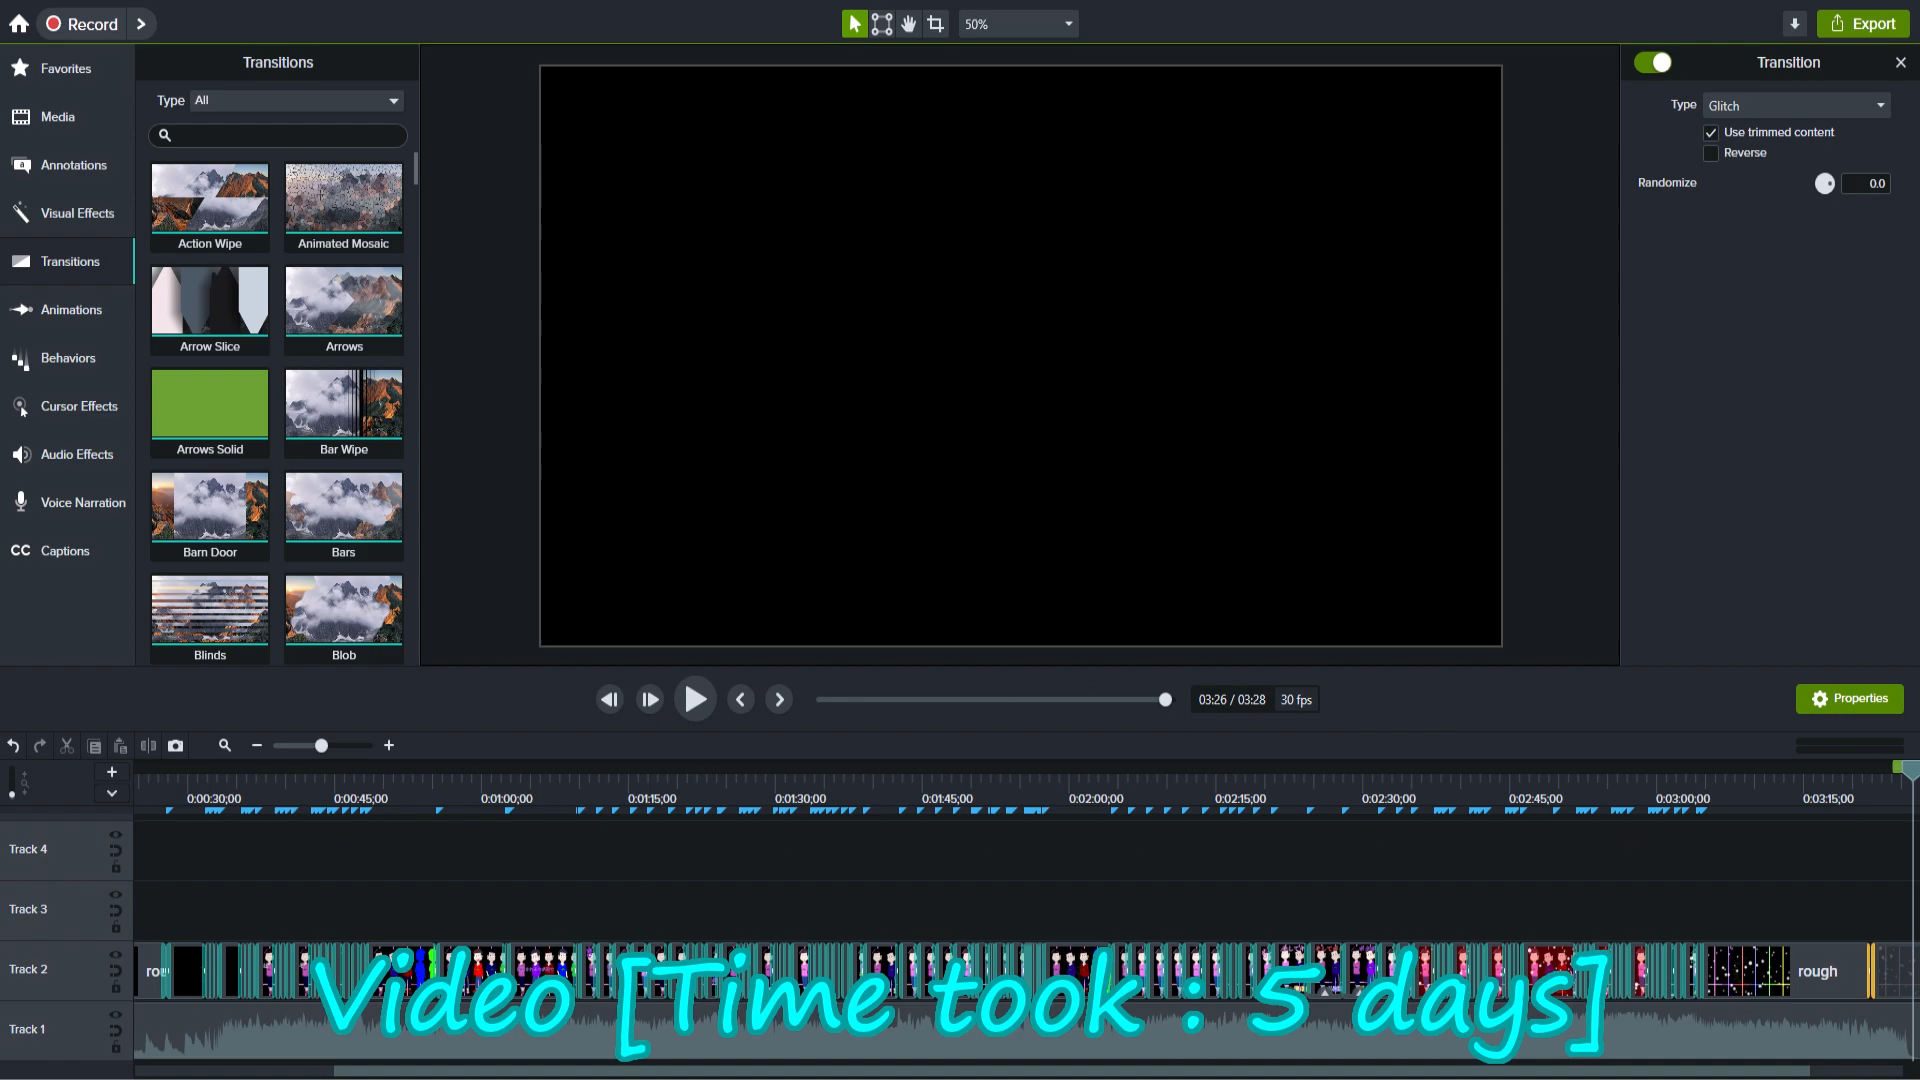 Record
50%
Export
Favorites
Media
Annotations
Visual Effects
Transitions
Animations
Behaviors
Cursor Effects
Audio Effects
Voice Narration
CC Captions
Transitions
Type All
Action Wipe
Animated Mosaic
Arrow Slice
Arrows
Arrows Solid
Bar Wipe
Barn Door
Bars
Blinds
Blob
Transition
Type Glitch
Use trimmed content
Reverse
Randomize 0.0
03:26 / 03:28 30 fps
Properties
0:00:30;00 0:00:45;00 0:01:00;00 0:01:15;00 0:01:30;00 0:01:45;00 0:02:00;00 0:02:15;00 0:02:30;00 0:02:45;00 0:03:00;00 0:03:15;00
Track 4
Track 3
Track 2
rough
Track 1
Video [Time took : 5 days]